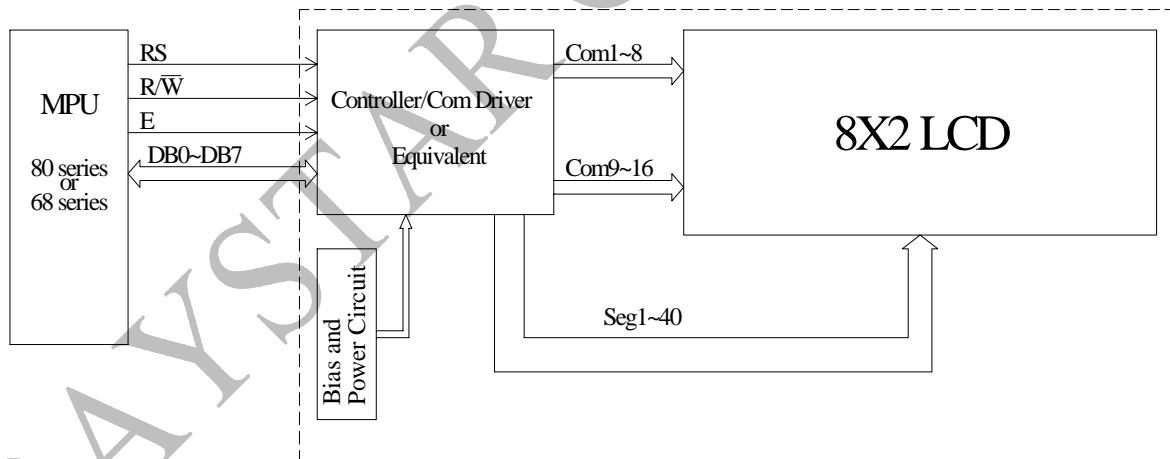 MPU
80 series
or
68 series
RS
R/W̅
E
DB0~DB7
Controller/Com Driver
or
Equivalent
Bias and
Power Circuit
Com1~8
Com9~16
Seg1~40
8X2 LCD
AYSTAR